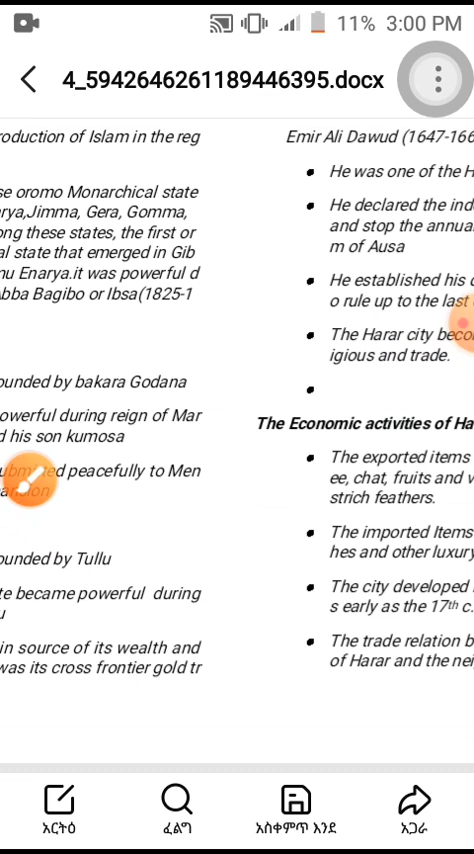 11% 3:00 PM
4_5942646261189446395.docx
roduction of Islam in the reg
se oromo Monarchical state
rya,Jimma, Gera, Gomma,
ong these states, the first or
al state that emerged in Gib
nu Enarya.it was powerful d
bba Bagibo or Ibsa(1825-1
ounded by bakara Godana
owerful during reign of Mar
d his son kumosa
ted peacefully to Men
ounded by Tullu
te became powerful during
u
in source of its wealth and
was its cross frontier gold tr
Emir Ali Dawud (1647-166
• He was one of the H
• He declared the ind
and stop the annua
m of Ausa
• He established his
o rule up to the last
• The Harar city beco
igious and trade.
•
The Economic activities of Ha
• The exported items
ee, chat, fruits and v
strich feathers.
• The imported Items
hes and other luxury
• The city developed
s early as the 17th c.
• The trade relation b
of Harar and the nei
አርትዕ
ፈልግ
አስቀምጥ እንደ
አጋራ